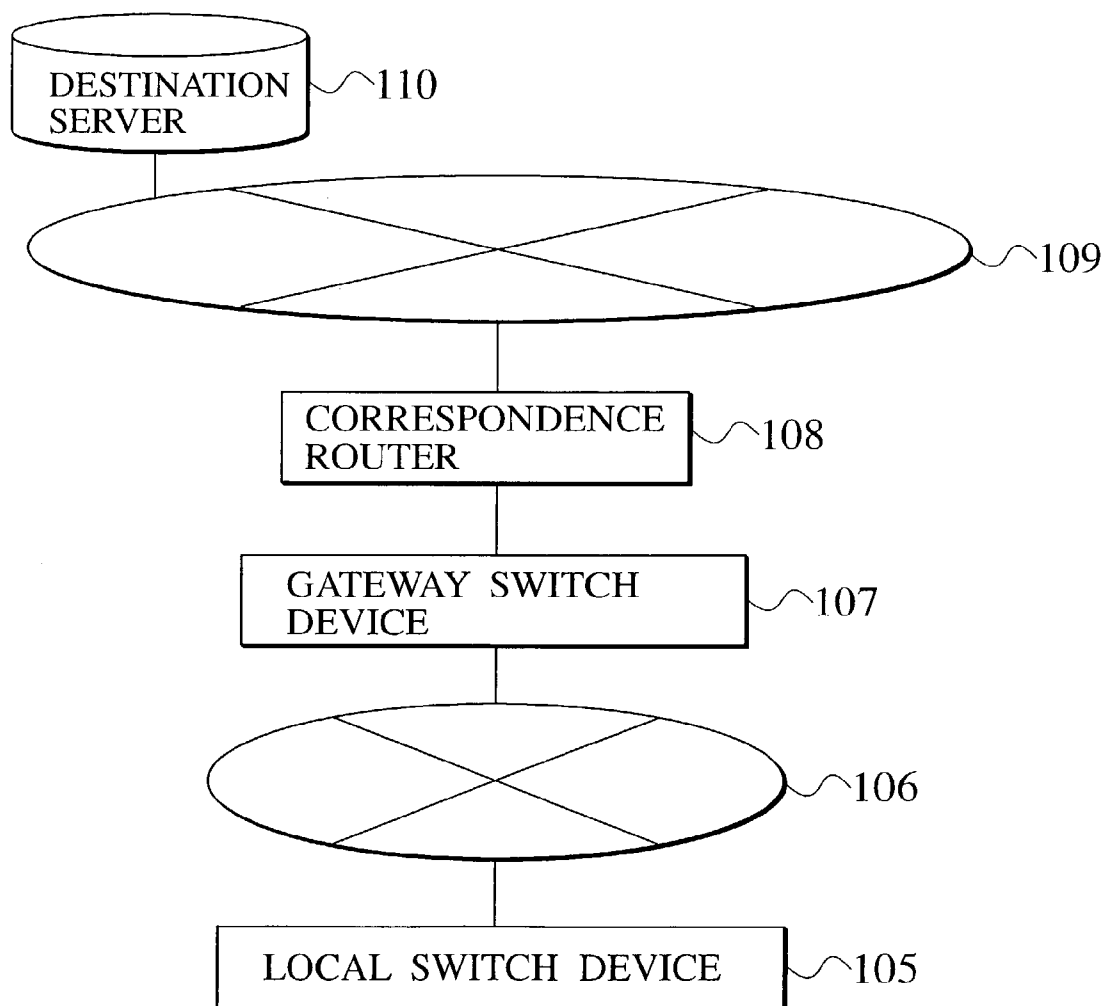 DESTINATION
SERVER
110
109
CORRESPONDENCE
ROUTER
108
GATEWAY SWITCH
DEVICE
107
106
LOCAL SWITCH DEVICE
105